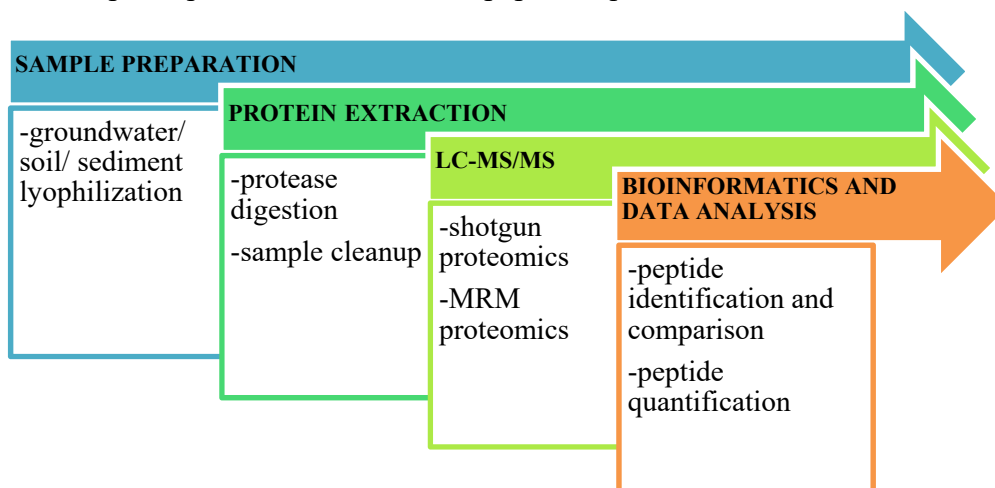 SAMPLE PREPARATION
-groundwater/
soil/ sediment
lyophilization
PROTEIN EXTRACTION
-protease
digestion
-sample cleanup
LC-MS/MS
-shotgun
proteomics
-MRM
proteomics
BIOINFORMATICS AND
DATA ANALYSIS
-peptide
identification and
comparison
-peptide
quantification